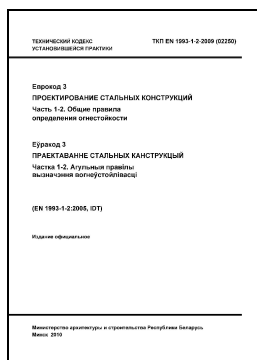 ТЕХНИЧЕСКИЙ КОДЕКС
УСТАНОВИВШЕЙСЯ ПРАКТИКИ
ТКП EN 1993-1-2-2009 (02250)
Еврокод 3
ПРОЕКТИРОВАНИЕ СТАЛЬНЫХ КОНСТРУКЦИЙ
Часть 1-2. Общие правила
определения огнестойкости
Еўракод 3
ПРАЕКТАВАННЕ СТАЛЬНЫХ КАНСТРУКЦЫЙ
Частка 1-2. Агульныя правілы
вызначэння вогнеўстойлівасці
(EN 1993-1-2:2005, IDT)
Издание официальное
Министерство архитектуры и строительства Республики Беларусь
Минск 2010